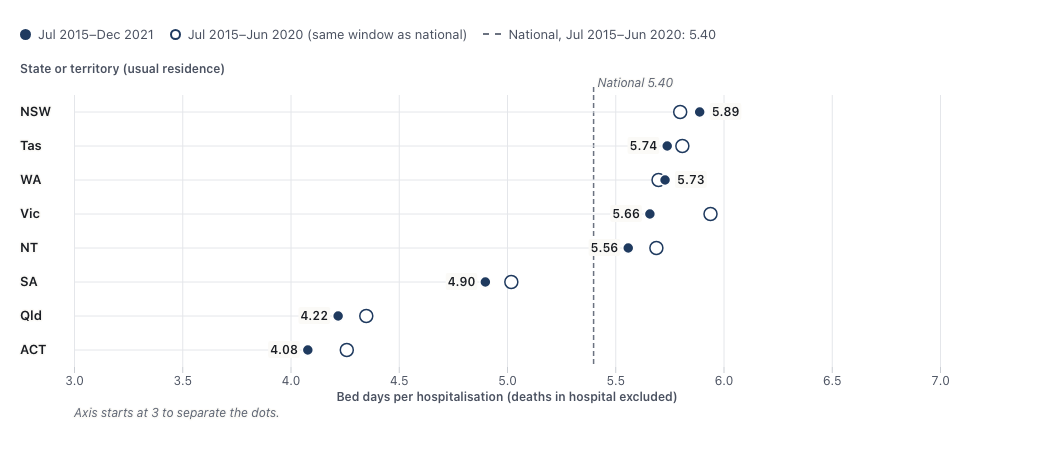 Jul 2015–Dec 2021 Jul 2015–Jun 2020 (same window as national) National, Jul 2015–Jun 2020: 5.40
State or territory (usual residence)
National 5.40
NSW 5.89
Tas 5.74
WA 5.73
Vic 5.66
NT 5.56
SA 4.90
Qld 4.22
ACT 4.08
3.0 3.5 4.0 4.5 5.0 5.5 6.0 6.5 7.0
Bed days per hospitalisation (deaths in hospital excluded)
Axis starts at 3 to separate the dots.